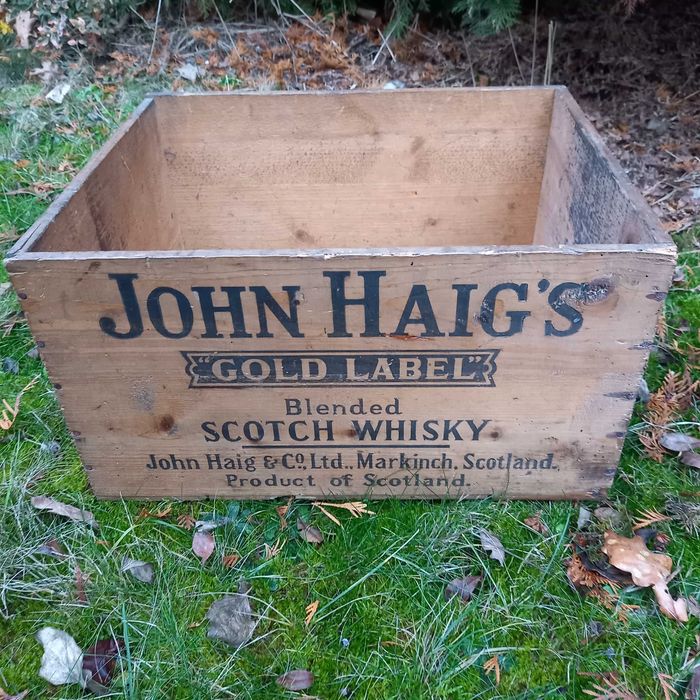 JOHN HAIG'S
"GOLD LABEL"
Blended
SCOTCH WHISKY
John Haig & Co. Ltd., Markinch, Scotland.
Product of Scotland.